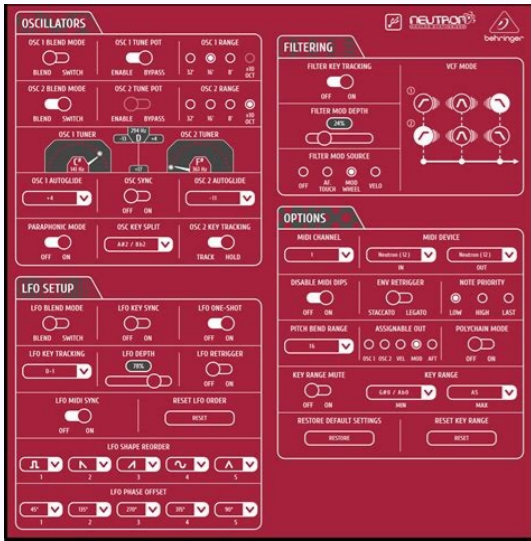 OSCILLATORS
OSC 1 BLEND MODE
BLEND SWITCH
OSC 1 TUNE POT
ENABLE BYPASS
OSC 1 RANGE
32' 16' 8' ±10 OCT
OSC 2 BLEND MODE
BLEND SWITCH
OSC 2 TUNE POT
ENABLE BYPASS
OSC 2 RANGE
32' 16' 8' ±10 OCT
OSC 1 TUNER
294 Hz
-11 D +4
OSC 2 TUNER
141 Hz
+17
363 Hz
OSC 1 AUTOGLIDE
+4
OSC SYNC
OFF ON
OSC 2 AUTOGLIDE
-11
PARAPHONIC MODE
OFF ON
OSC KEY SPLIT
A#2 / Bb2
OSC 2 KEY TRACKING
TRACK HOLD
LFO SETUP
LFO BLEND MODE
BLEND SWITCH
LFO KEY SYNC
OFF ON
LFO ONE-SHOT
OFF ON
LFO KEY TRACKING
D-1
LFO DEPTH
78%
LFO RETRIGGER
OFF ON
LFO MIDI SYNC
OFF ON
RESET LFO ORDER
RESET
LFO SHAPE REORDER
1 2 3 4 5
LFO PHASE OFFSET
45° 135° 270° 315° 90°
1 2 3 4 5
NEUTRON
behringer
FILTERING
FILTER KEY TRACKING
OFF ON
FILTER MOD DEPTH
24%
FILTER MOD SOURCE
OFF AF. TOUCH MOD WHEEL VELO
VCF MODE
1
2
OPTIONS
MIDI CHANNEL
1
MIDI DEVICE
Neutron (12) Neutron (12)
IN OUT
DISABLE MIDI DIPS
OFF ON
ENV RETRIGGER
STACCATO LEGATO
NOTE PRIORITY
LOW HIGH LAST
PITCH BEND RANGE
16
ASSIGNABLE OUT
OSC 1 OSC 2 VEL MOD AFT
POLYCHAIN MODE
OFF ON
KEY RANGE MUTE
OFF ON
KEY RANGE
G#0 / Ab0 A5
MIN MAX
RESTORE DEFAULT SETTINGS
RESTORE
RESET KEY RANGE
RESET